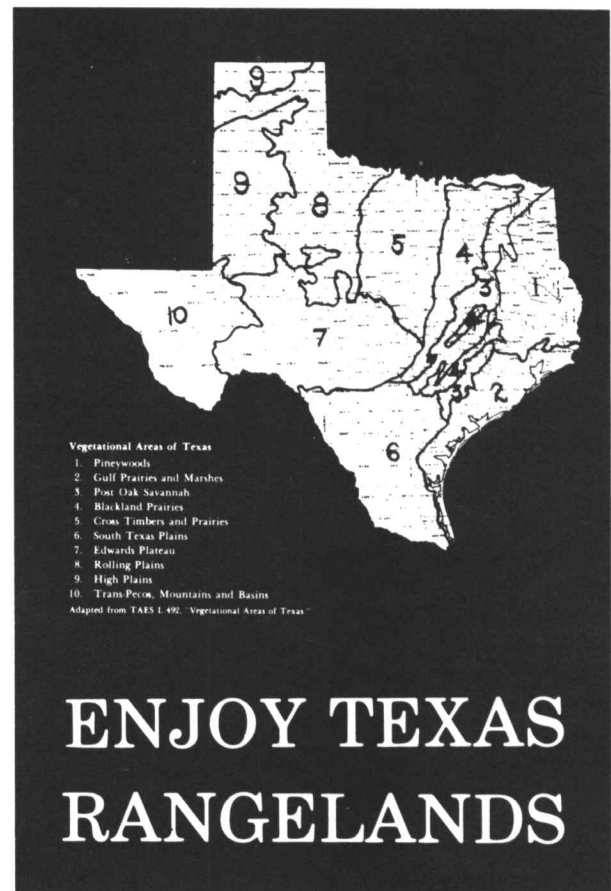 9
9
8
5
4
3
1
10
7
2
3
6
Vegetational Areas of Texas
1. Pineywoods
2. Gulf Prairies and Marshes
3. Post Oak Savannah
4. Blackland Prairies
5. Cross Timbers and Prairies
6. South Texas Plains
7. Edwards Plateau
8. Rolling Plains
9. High Plains
10. Trans-Pecos, Mountains and Basins
Adapted from TAES L-492, "Vegetational Areas of Texas"
ENJOY TEXAS
RANGELANDS